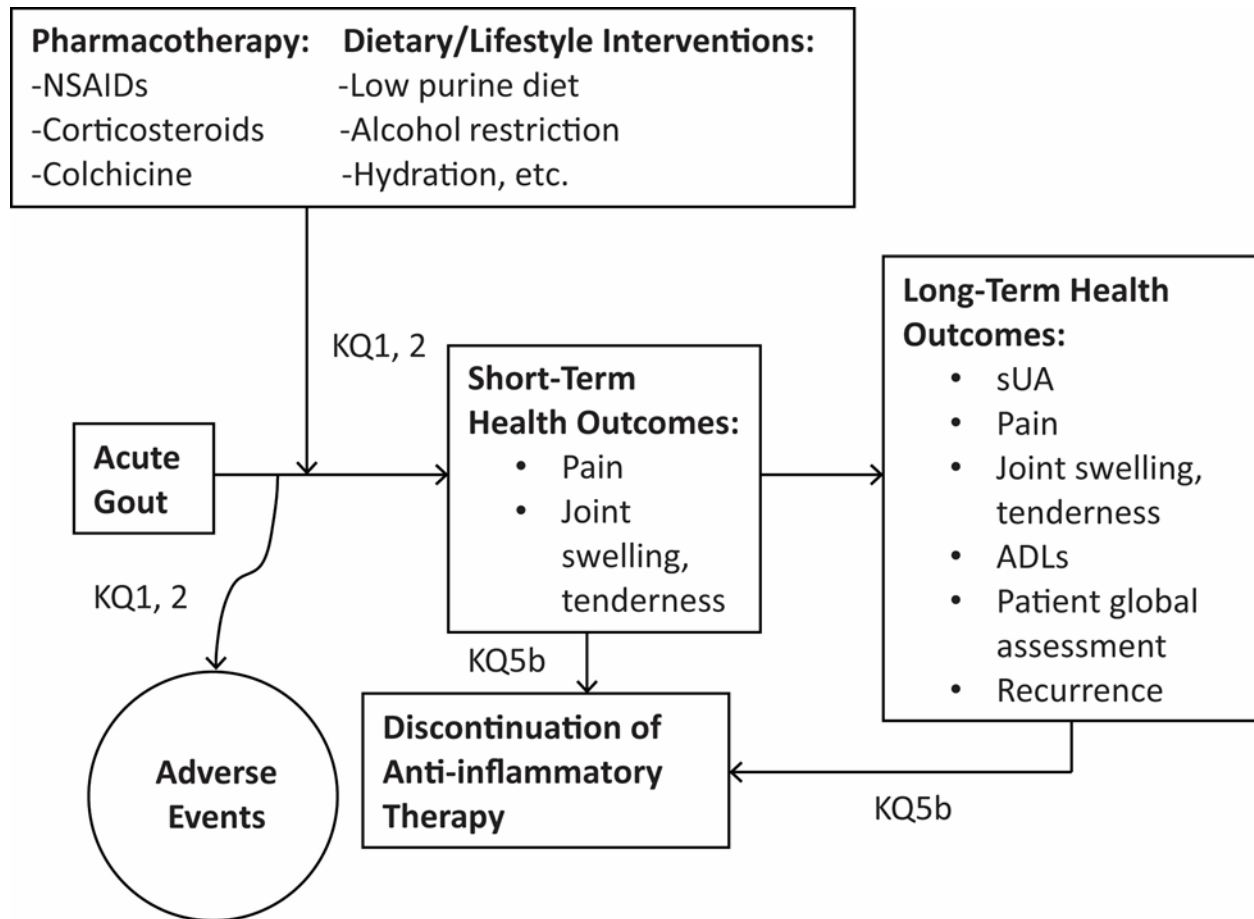 Pharmacotherapy: Dietary/Lifestyle Interventions:
-NSAIDs -Low purine diet
-Corticosteroids -Alcohol restriction
-Colchicine -Hydration, etc.
KQ1, 2
Acute
Gout
KQ1, 2
Adverse
Events
Short-Term
Health Outcomes:
• Pain
• Joint
swelling,
tenderness
KQ5b
Discontinuation of
Anti-inflammatory
Therapy
Long-Term Health
Outcomes:
• sUA
• Pain
• Joint swelling,
tenderness
• ADLs
• Patient global
assessment
• Recurrence
KQ5b